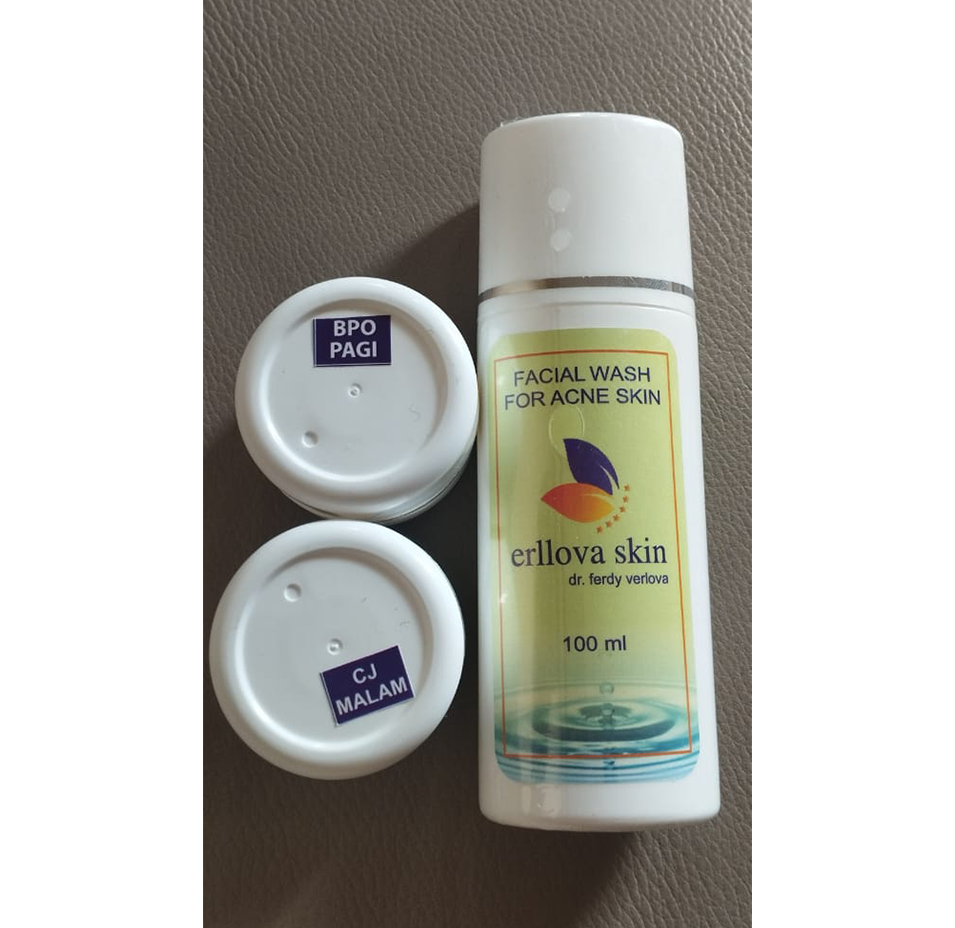 BPO
PAGI
CJ
MALAM
FACIAL WASH
FOR ACNE SKIN
erllova skin
dr. ferdy verlova
100 ml